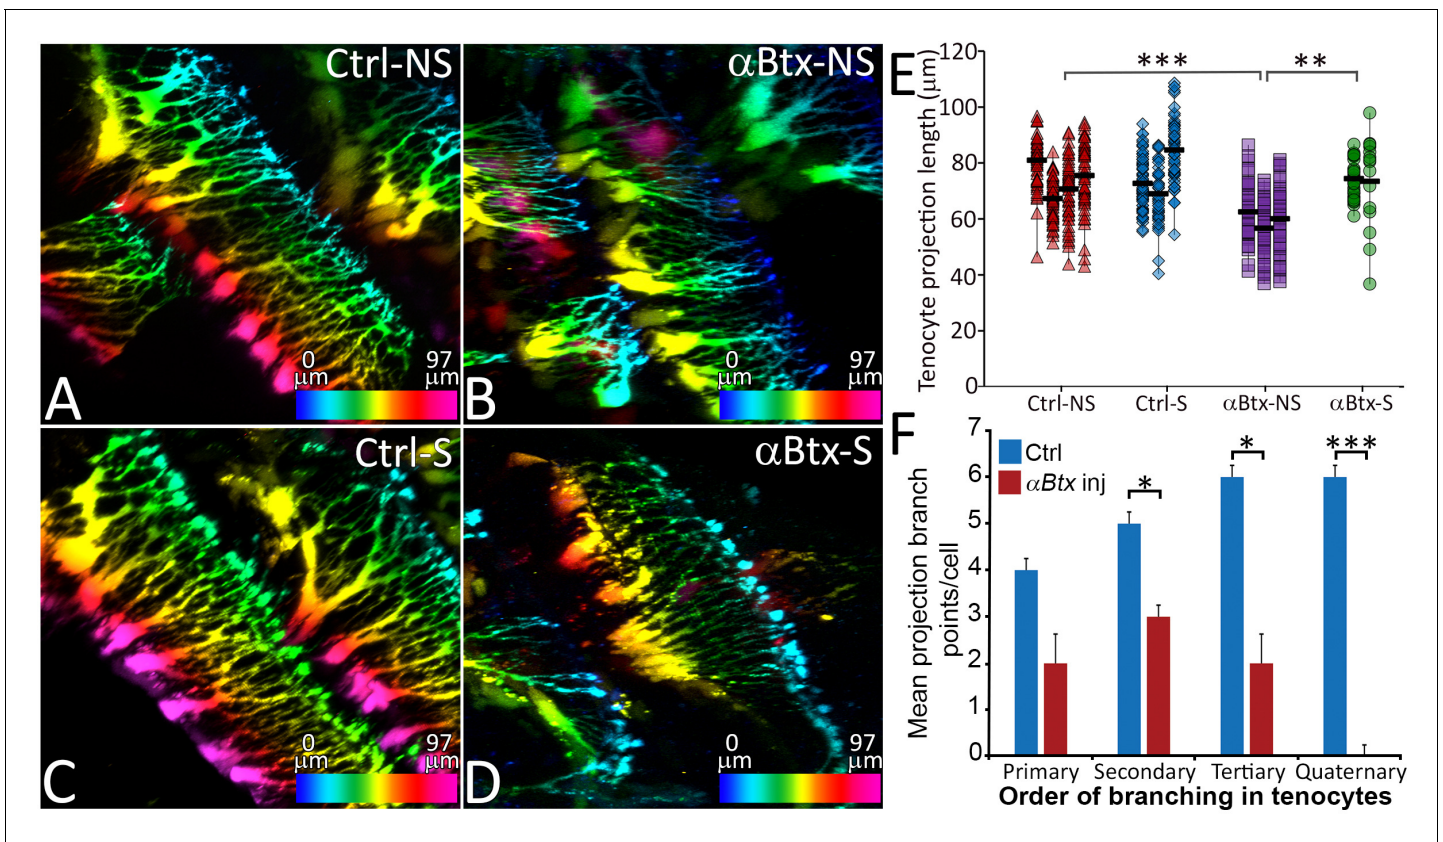 Ctrl-NS
0
97
μm
μm
A
αBtx-NS
0
97
μm
μm
B
Ctrl-S
0
97
μm
μm
C
αBtx-S
0
97
μm
μm
D
E
Tenocyte projection length (μm)
120
100
80
60
40
20
0
***
**
Ctrl-NS
Ctrl-S
αBtx-NS
αBtx-S
F
Mean projection branch
points/cell
7
6
5
4
3
2
1
0
Ctrl
αBtx inj
*
*
***
Primary
Secondary
Tertiary
Quaternary
Order of branching in tenocytes